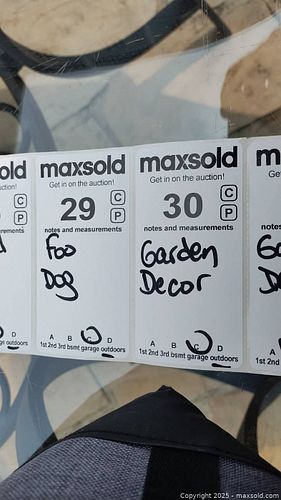 maxsold
Get in on the auction!
29 C
P
notes and measurements
Foo
Dog
A B C D
1st 2nd 3rd bsmt garage outdoors
maxsold
Get in on the auction!
30 C
P
notes and measurements
Garden
Decor
A B C D
1st 2nd 3rd bsmt garage outdoors
Copyright © 2025 - maxsold.com